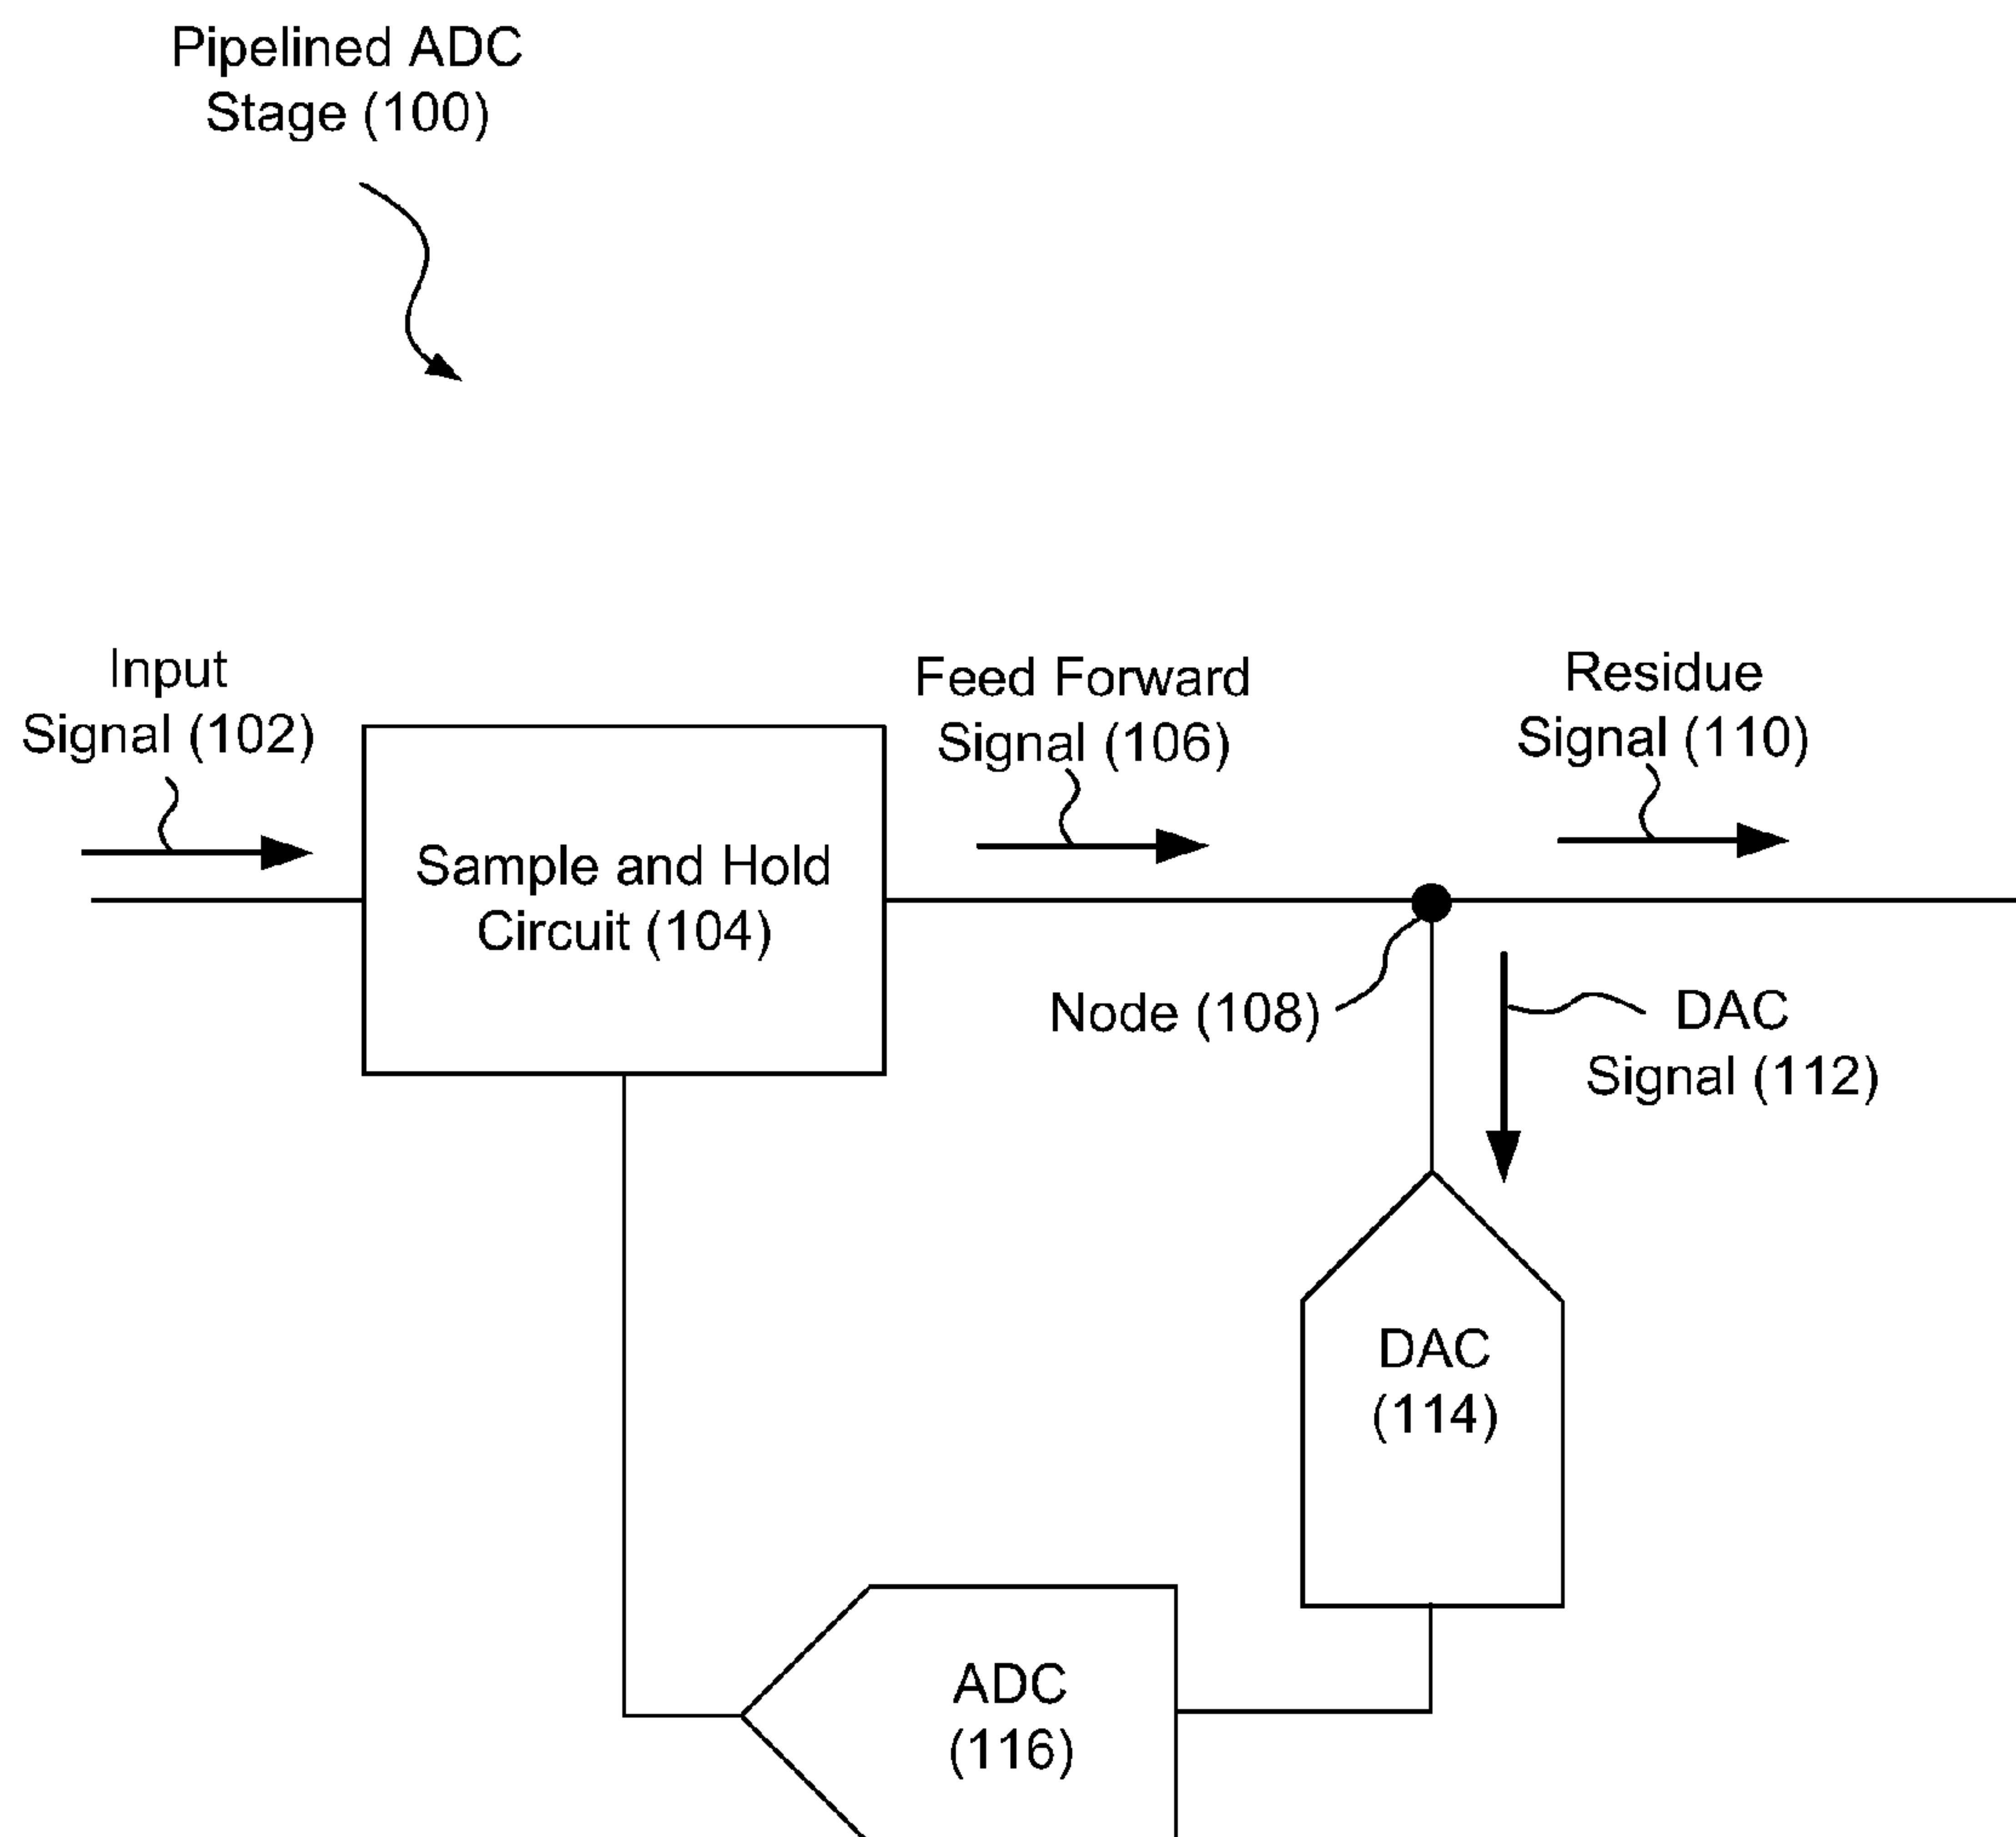 Pipelined ADC
Stage (100)
Input
Signal (102)
Feed Forward
Signal (106)
Residue
Signal (110)
Sample and Hold
Circuit (104)
Node (108)
DAC
Signal (112)
DAC
(114)
ADC
(116)